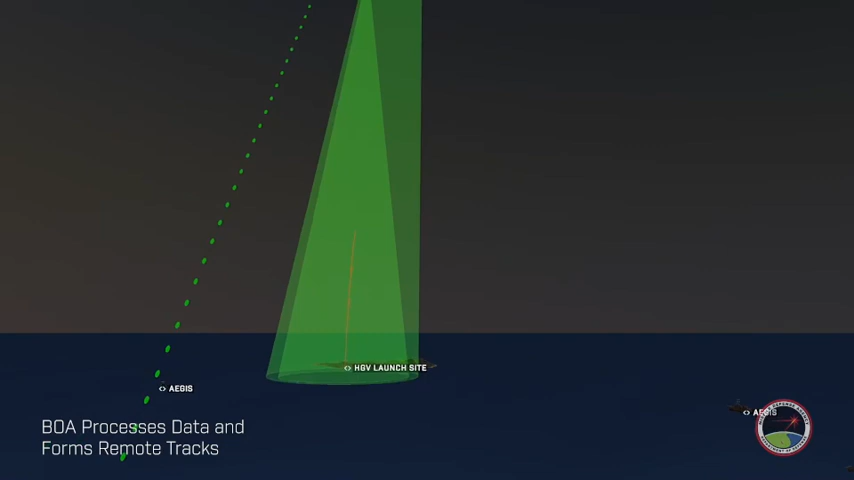 HGV LAUNCH SITE
AEGIS
AEGIS
BOA Processes Data and
Forms Remote Tracks